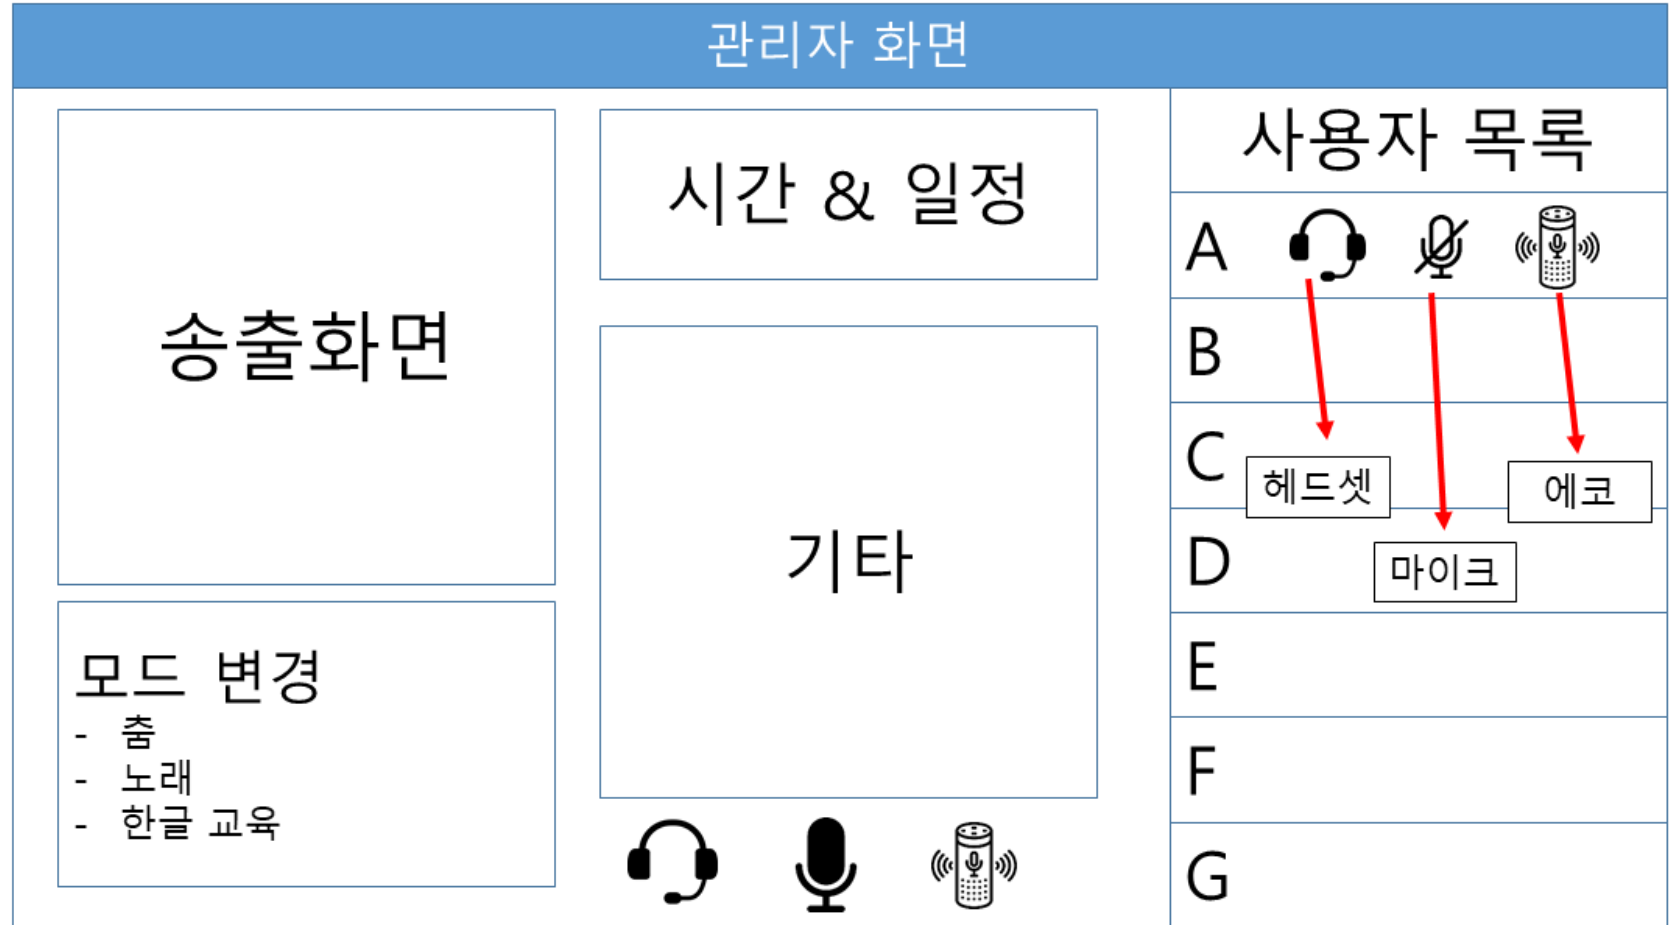 관리자 화면
송출화면
모드 변경
- 춤
- 노래
- 한글 교육
시간 & 일정
기타
사용자 목록
A
B
C
헤드셋
에코
D
마이크
E
F
G